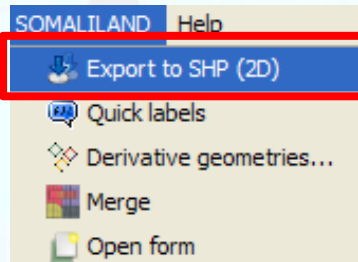 SOMALILAND Help
Export to SHP (2D)
Quick labels
Derivative geometries...
Merge
Open form